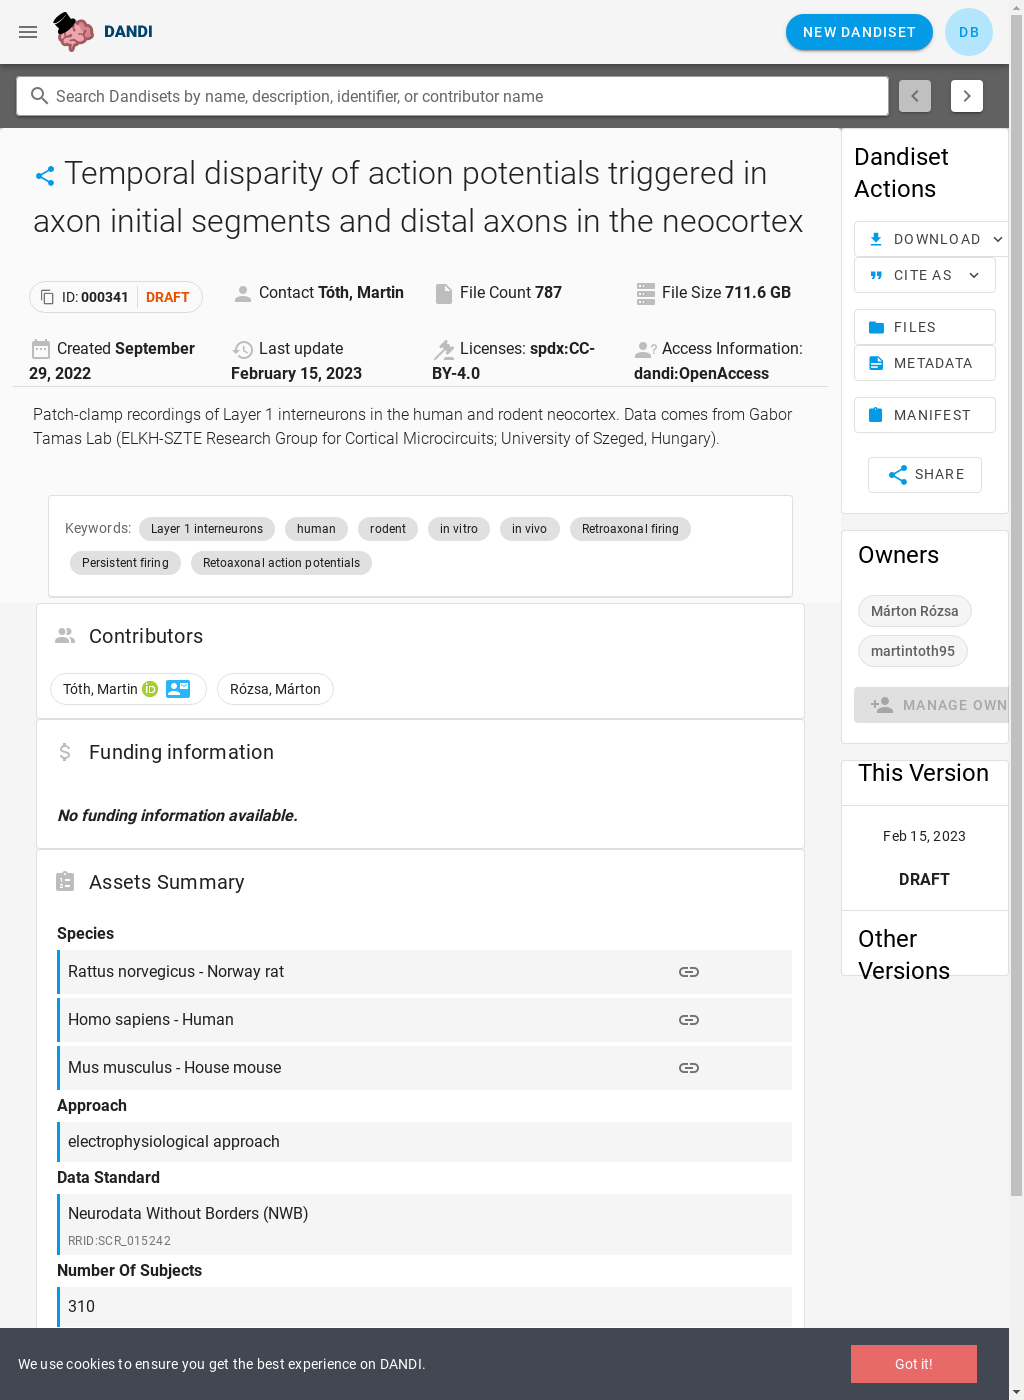 DANDI
NEW DANDISET
DB
Search Dandisets by name, description, identifier, or contributor name
Temporal disparity of action potentials triggered in
axon initial segments and distal axons in the neocortex
ID: 000341 DRAFT
Contact Tóth, Martin
File Count 787
File Size 711.6 GB
Created September
29, 2022
Last update
February 15, 2023
Licenses: spdx:CC-
BY-4.0
Access Information:
dandi:OpenAccess
Patch-clamp recordings of Layer 1 interneurons in the human and rodent neocortex. Data comes from Gabor
Tamas Lab (ELKH-SZTE Research Group for Cortical Microcircuits; University of Szeged, Hungary).
Keywords: Layer 1 interneurons human rodent in vitro in vivo Retroaxonal firing
Persistent firing Retoaxonal action potentials
Contributors
Tóth, Martin iD Rózsa, Márton
Funding information
No funding information available.
Assets Summary
Species
Rattus norvegicus - Norway rat
Homo sapiens - Human
Mus musculus - House mouse
Approach
electrophysiological approach
Data Standard
Neurodata Without Borders (NWB)
RRID:SCR_015242
Number Of Subjects
310
Dandiset
Actions
DOWNLOAD
CITE AS
FILES
METADATA
MANIFEST
SHARE
Owners
Márton Rózsa
martintoth95
MANAGE OWN
This Version
Feb 15, 2023
DRAFT
Other
Versions
We use cookies to ensure you get the best experience on DANDI.
Got it!